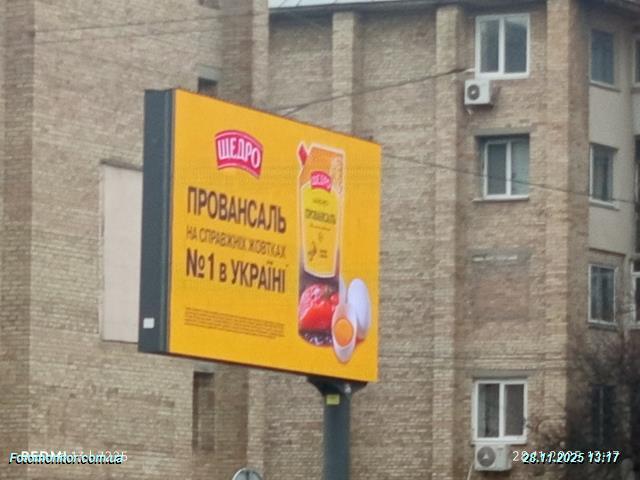 ЩЕДРО
ПРОВАНСАЛЬ
НА СПРАВЖНІХ ЖОВТКАХ
№1 в УКРАЇНІ
ЩЕДРО
ПРОВАНСАЛЬ
Fotomonitor.com.ua
28.11.2025 13:17